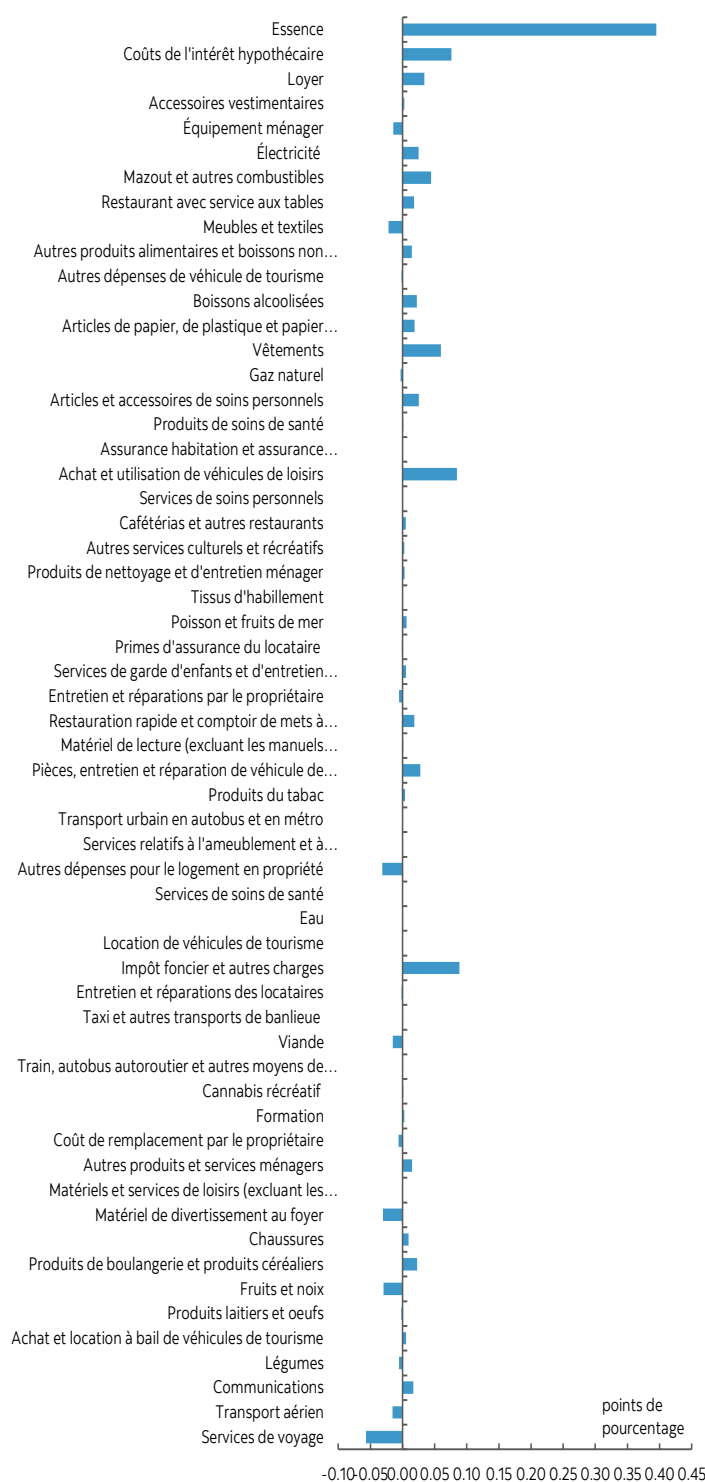 Essence
Coûts de l'intérêt hypothécaire
Loyer
Accessoires vestimentaires
Équipement ménager
Électricité
Mazout et autres combustibles
Restaurant avec service aux tables
Meubles et textiles
Autres produits alimentaires et boissons non…
Autres dépenses de véhicule de tourisme
Boissons alcoolisées
Articles de papier, de plastique et papier…
Vêtements
Gaz naturel
Articles et accessoires de soins personnels
Produits de soins de santé
Assurance habitation et assurance…
Achat et utilisation de véhicules de loisirs
Services de soins personnels
Cafétérias et autres restaurants
Autres services culturels et récréatifs
Produits de nettoyage et d'entretien ménager
Tissus d'habillement
Poisson et fruits de mer
Primes d'assurance du locataire
Services de garde d'enfants et d'entretien…
Entretien et réparations par le propriétaire
Restauration rapide et comptoir de mets à…
Matériel de lecture (excluant les manuels…
Pièces, entretien et réparation de véhicule de…
Produits du tabac
Transport urbain en autobus et en métro
Services relatifs à l'ameublement et à…
Autres dépenses pour le logement en propriété
Services de soins de santé
Eau
Location de véhicules de tourisme
Impôt foncier et autres charges
Entretien et réparations des locataires
Taxi et autres transports de banlieue
Viande
Train, autobus autoroutier et autres moyens de…
Cannabis récréatif
Formation
Coût de remplacement par le propriétaire
Autres produits et services ménagers
Matériels et services de loisirs (excluant les…
Matériel de divertissement au foyer
Chaussures
Produits de boulangerie et produits céréaliers
Fruits et noix
Produits laitiers et oeufs
Achat et location à bail de véhicules de tourisme
Légumes
Communications
Transport aérien
Services de voyage
points de
pourcentage
-0.10 -0.05 0.00 0.05 0.10 0.15 0.20 0.25 0.30 0.35 0.40 0.45